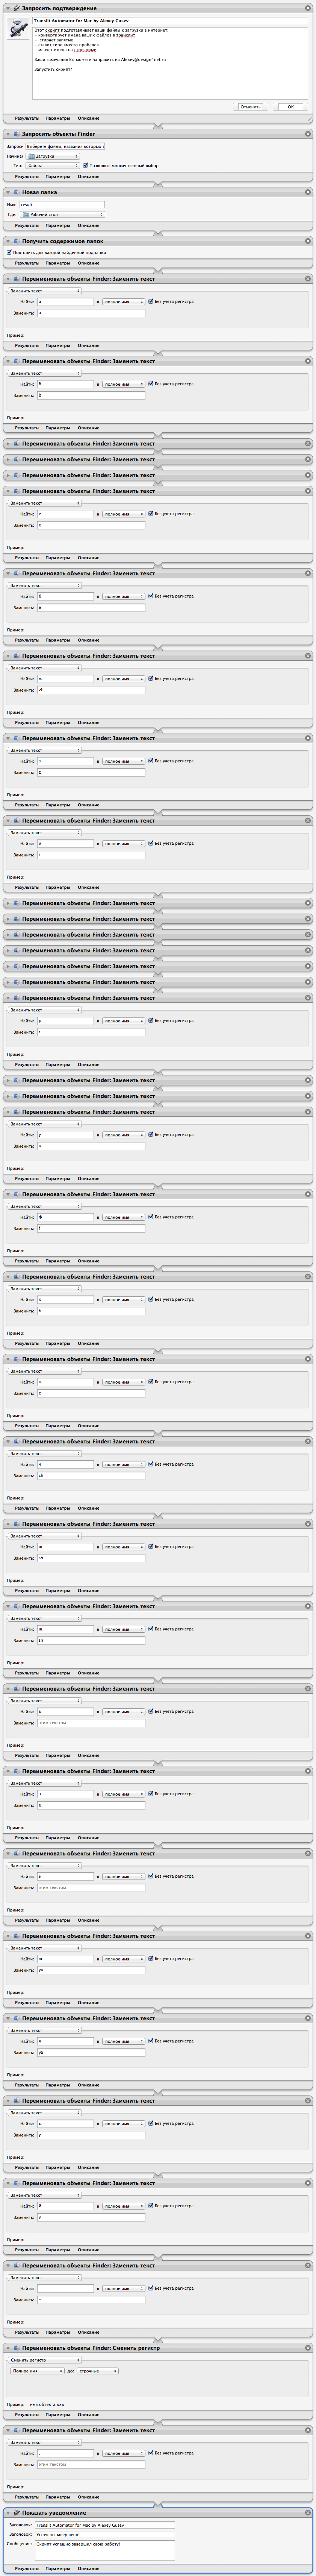 Запросить подтверждение
Translit Automator for Mac by Alexey Gusev
Этот скрипт подготавливает ваши файлы к загрузке в интернет:
- конвертирует имена ваших файлов в транслит
- стирает запятые
- ставит тире вместо пробелов
- меняет имена на строчные.
Ваши замечания Вы можете направить на Alexey@designfnet.ru
Запустить скрипт?
Отменить OK
Результаты Параметры Описание
Запросить объекты Finder
Запрос: Выберете файлы, названия которых
Начиная Загрузки
Тип: Файлы Позволять множественный выбор
Результаты Параметры Описание
Новая папка
Имя: result
Где: Рабочий стол
Результаты Параметры Описание
Получить содержимое папок
Повторить для каждой найденной подпапки
Результаты Параметры Описание
Переименовать объекты Finder: Заменить текст
Заменить текст
Найти: а в полное имя Без учета регистра
Заменить: a
Пример:
Результаты Параметры Описание
Переименовать объекты Finder: Заменить текст
Заменить текст
Найти: б в полное имя Без учета регистра
Заменить: b
Пример:
Результаты Параметры Описание
Переименовать объекты Finder: Заменить текст
Переименовать объекты Finder: Заменить текст
Переименовать объекты Finder: Заменить текст
Переименовать объекты Finder: Заменить текст
Заменить текст
Найти: е в полное имя Без учета регистра
Заменить: e
Пример:
Результаты Параметры Описание
Переименовать объекты Finder: Заменить текст
Заменить текст
Найти: ё в полное имя Без учета регистра
Заменить: e
Пример:
Результаты Параметры Описание
Переименовать объекты Finder: Заменить текст
Заменить текст
Найти: ж в полное имя Без учета регистра
Заменить: zh
Пример:
Результаты Параметры Описание
Переименовать объекты Finder: Заменить текст
Заменить текст
Найти: з в полное имя Без учета регистра
Заменить: z
Пример:
Результаты Параметры Описание
Переименовать объекты Finder: Заменить текст
Заменить текст
Найти: и в полное имя Без учета регистра
Заменить: i
Пример:
Результаты Параметры Описание
Переименовать объекты Finder: Заменить текст
Переименовать объекты Finder: Заменить текст
Переименовать объекты Finder: Заменить текст
Переименовать объекты Finder: Заменить текст
Переименовать объекты Finder: Заменить текст
Переименовать объекты Finder: Заменить текст
Переименовать объекты Finder: Заменить текст
Заменить текст
Найти: р в полное имя Без учета регистра
Заменить: r
Пример:
Результаты Параметры Описание
Переименовать объекты Finder: Заменить текст
Переименовать объекты Finder: Заменить текст
Переименовать объекты Finder: Заменить текст
Заменить текст
Найти: у в полное имя Без учета регистра
Заменить: u
Пример:
Результаты Параметры Описание
Переименовать объекты Finder: Заменить текст
Заменить текст
Найти: ф в полное имя Без учета регистра
Заменить: f
Пример:
Результаты Параметры Описание
Переименовать объекты Finder: Заменить текст
Заменить текст
Найти: х в полное имя Без учета регистра
Заменить: h
Пример:
Результаты Параметры Описание
Переименовать объекты Finder: Заменить текст
Заменить текст
Найти: ц в полное имя Без учета регистра
Заменить: c
Пример:
Результаты Параметры Описание
Переименовать объекты Finder: Заменить текст
Заменить текст
Найти: ч в полное имя Без учета регистра
Заменить: ch
Пример:
Результаты Параметры Описание
Переименовать объекты Finder: Заменить текст
Заменить текст
Найти: ш в полное имя Без учета регистра
Заменить: sh
Пример:
Результаты Параметры Описание
Переименовать объекты Finder: Заменить текст
Заменить текст
Найти: щ в полное имя Без учета регистра
Заменить: sh
Пример:
Результаты Параметры Описание
Переименовать объекты Finder: Заменить текст
Заменить текст
Найти: в полное имя Без учета регистра
Заменить: этим текстом
Пример:
Результаты Параметры Описание
Переименовать объекты Finder: Заменить текст
Заменить текст
Найти: э в полное имя Без учета регистра
Заменить: e
Пример:
Результаты Параметры Описание
Переименовать объекты Finder: Заменить текст
Заменить текст
Найти: в полное имя Без учета регистра
Заменить: этим текстом
Пример:
Результаты Параметры Описание
Переименовать объекты Finder: Заменить текст
Заменить текст
Найти: ю в полное имя Без учета регистра
Заменить: yu
Пример:
Результаты Параметры Описание
Переименовать объекты Finder: Заменить текст
Заменить текст
Найти: я в полное имя Без учета регистра
Заменить: ya
Пример:
Результаты Параметры Описание
Переименовать объекты Finder: Заменить текст
Заменить текст
Найти: ы в полное имя Без учета регистра
Заменить: y
Пример:
Результаты Параметры Описание
Переименовать объекты Finder: Заменить текст
Заменить текст
Найти: й в полное имя Без учета регистра
Заменить: y
Пример:
Результаты Параметры Описание
Переименовать объекты Finder: Заменить текст
Заменить текст
Найти: в полное имя Без учета регистра
Заменить: -
Пример:
Результаты Параметры Описание
Переименовать объекты Finder: Сменить регистр
Сменить регистр
Полное имя до: строчные
Пример: имя объекта.xxx
Результаты Параметры Описание
Переименовать объекты Finder: Заменить текст
Заменить текст
Найти: , в полное имя Без учета регистра
Заменить: этим текстом
Пример:
Результаты Параметры Описание
Показать уведомление
Заголовок: Translit Automator for Mac by Alexey Gusev
Заголовок: Успешно завершено!
Сообщение: Скрипт успешно завершил свою работу!
Результаты Параметры Описание